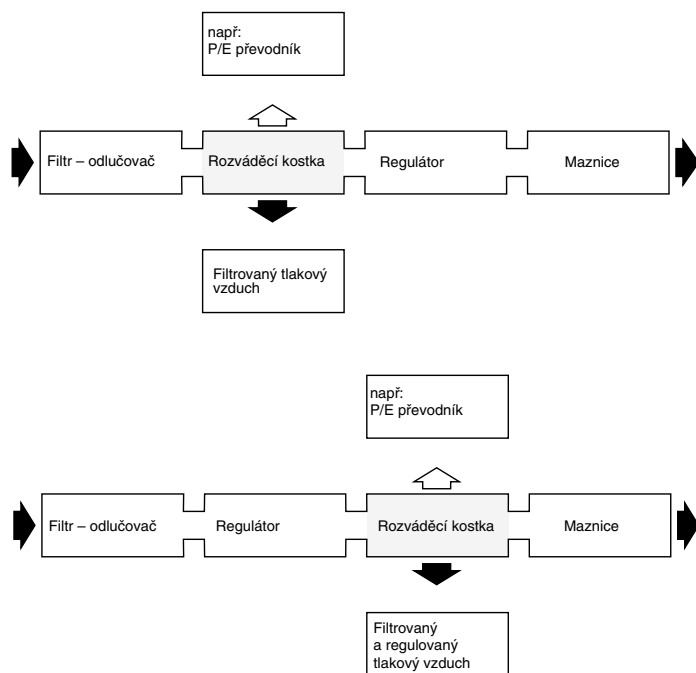 např:
P/E převodník
Filtr – odlučovač
Rozváděcí kostka
Regulátor
Maznice
Filtrovaný tlakový
vzduch
např:
P/E převodník
Filtr – odlučovač
Regulátor
Rozváděcí kostka
Maznice
Filtrovaný
a regulovaný
tlakový vzduch